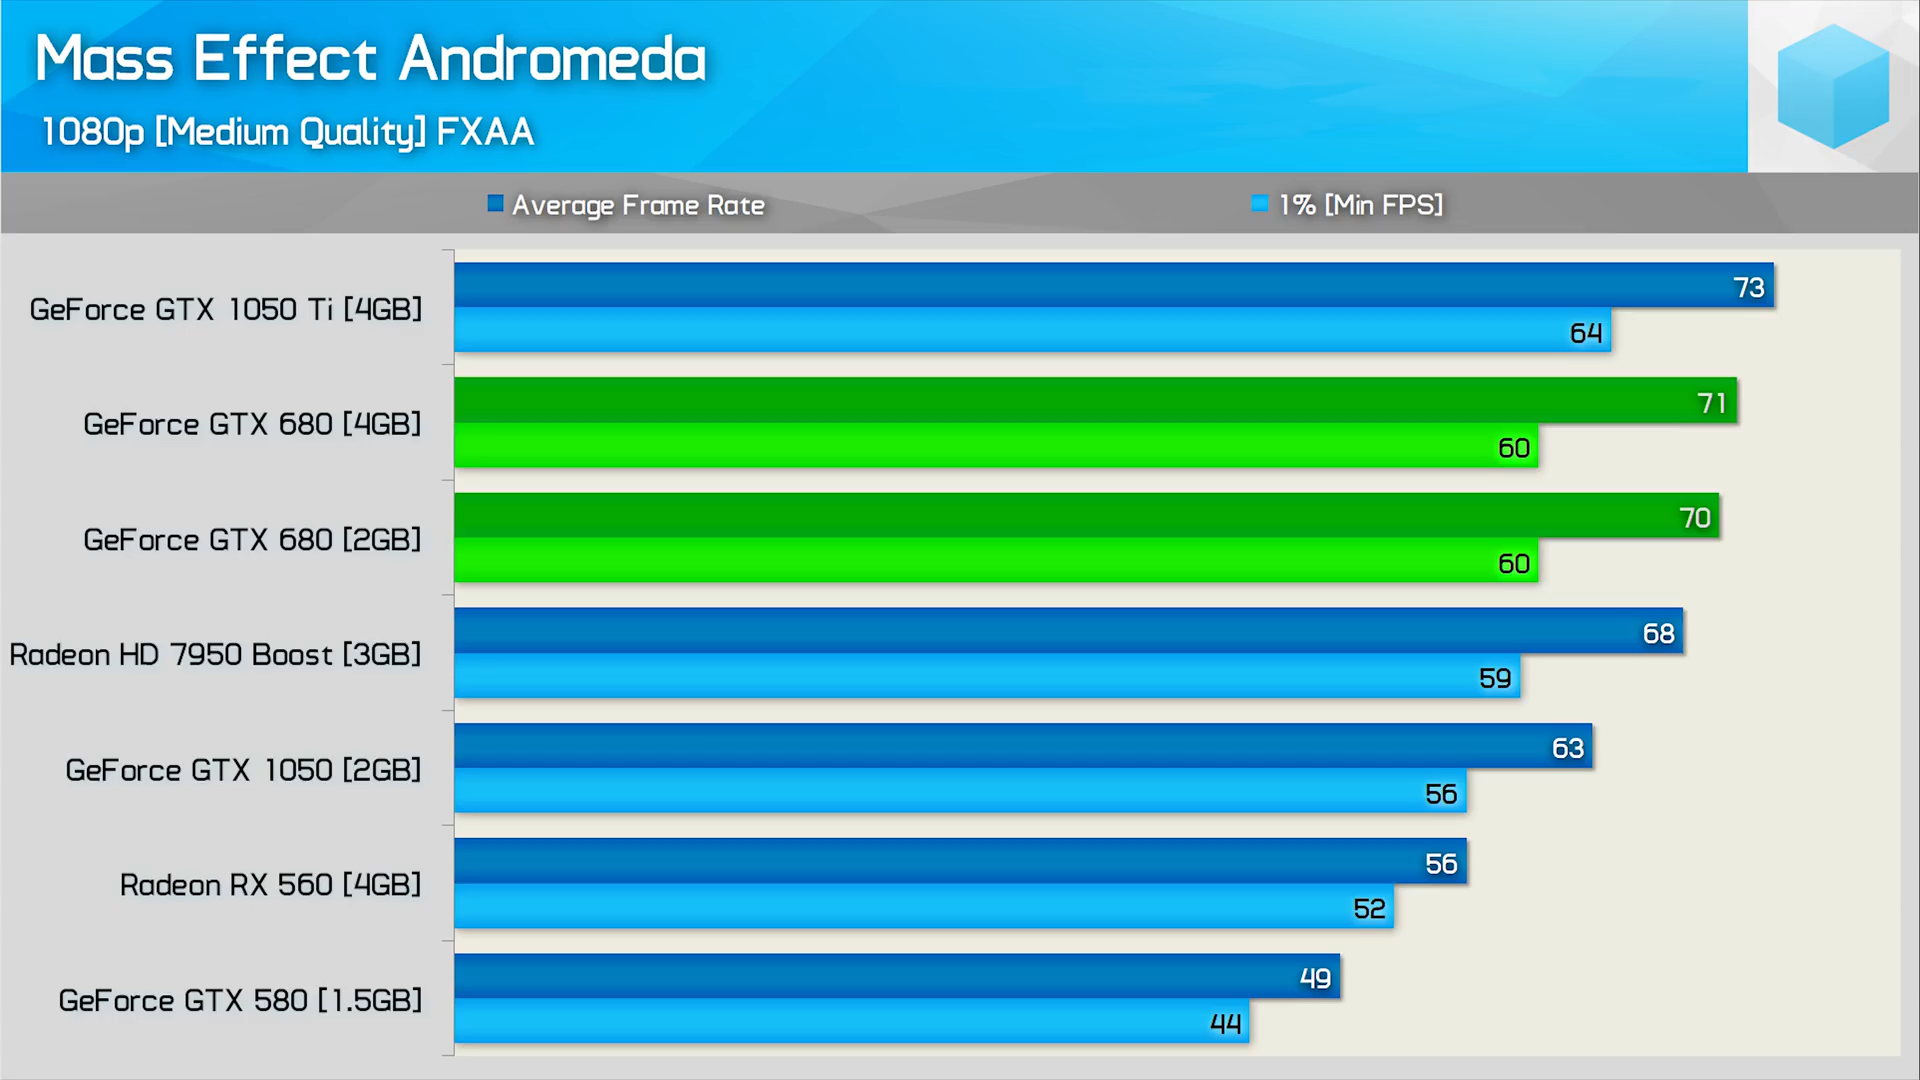 Mass Effect Andromeda
1080p [Medium Quality] FXAA
Average Frame Rate
1% [Min FPS]
GeForce GTX 1050 Ti [4GB]
73
64
GeForce GTX 680 [4GB]
71
60
GeForce GTX 680 [2GB]
70
60
Radeon HD 7950 Boost [3GB]
68
59
GeForce GTX 1050 [2GB]
63
56
Radeon RX 560 [4GB]
56
52
GeForce GTX 580 [1.5GB]
49
44